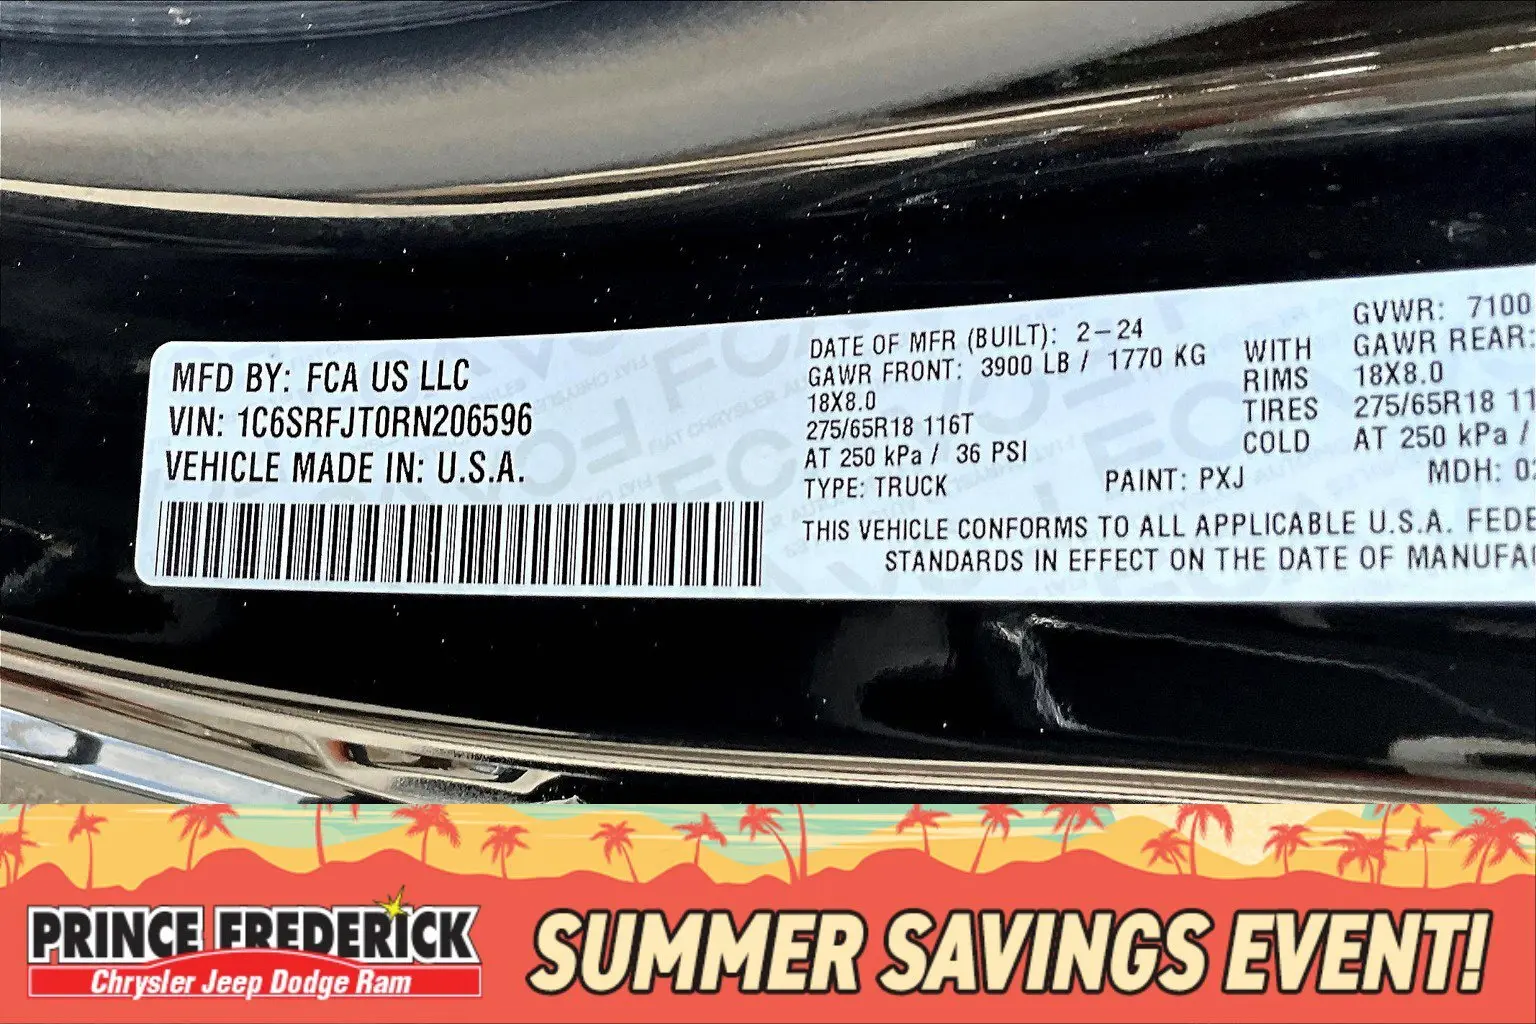 MFD BY: FCA US LLC
VIN: 1C6SRFJT0RN206596
VEHICLE MADE IN: U.S.A.
DATE OF MFR (BUILT): 2-24
GAWR FRONT: 3900 LB / 1770 KG
18X8.0
275/65R18 116T
AT 250 kPa / 36 PSI
TYPE: TRUCK
WITH
RIMS
TIRES
COLD
GVWR: 7100
GAWR REAR:
18X8.0
275/65R18 11
AT 250 kPa /
PAINT: PXJ
MDH: 0
THIS VEHICLE CONFORMS TO ALL APPLICABLE U.S.A. FEDE
STANDARDS IN EFFECT ON THE DATE OF MANUFA
PRINCE FREDERICK
Chrysler Jeep Dodge Ram
SUMMER SAVINGS EVENT!